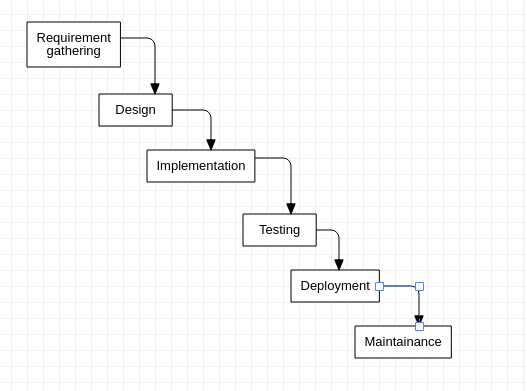 Requirement
gathering
Design
Implementation
Testing
Deployment
Maintainance